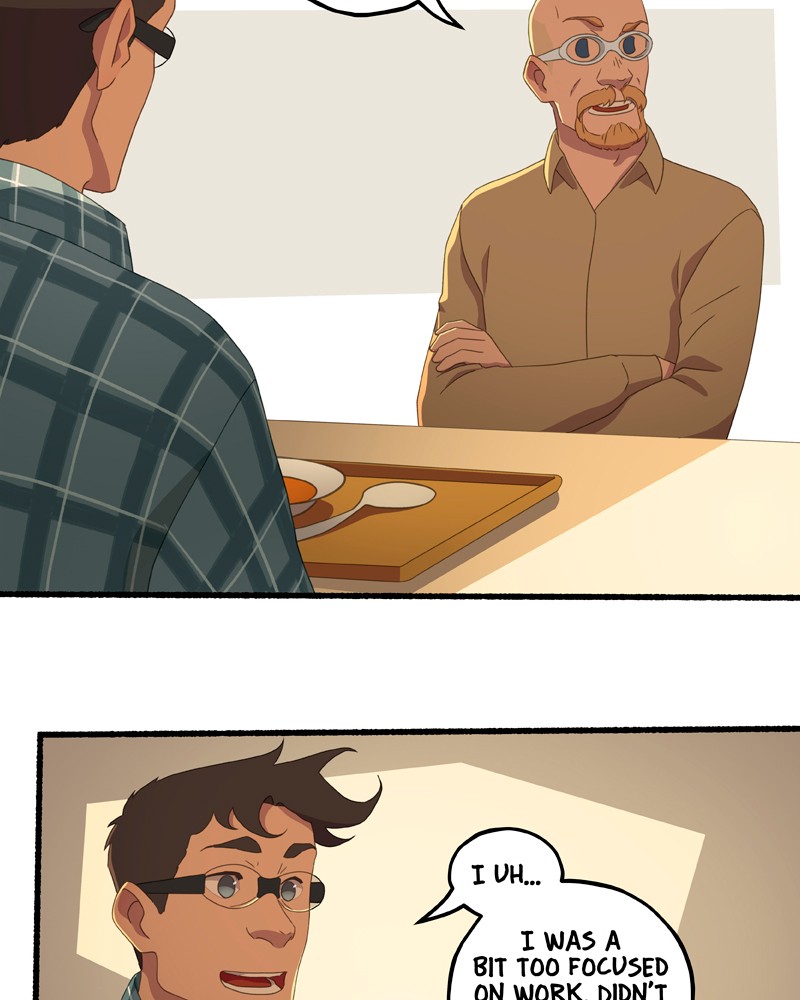 I UH...
I WAS A
BIT TOO FOCUSED
ON WORK, DIDN'T